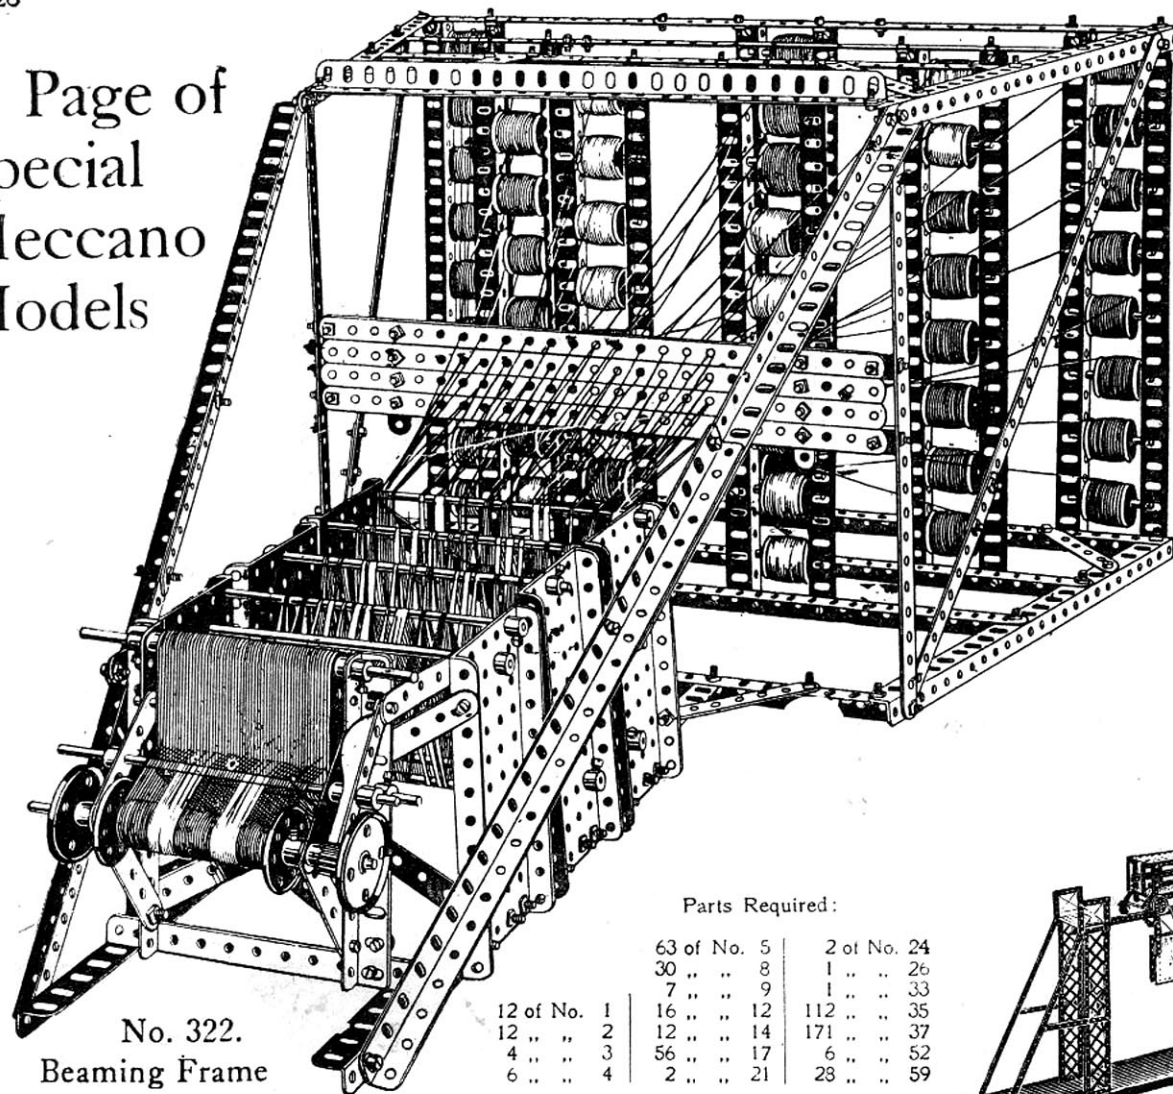 Page of
pecial
eccano
odels
No. 322.
Beaming Frame
Parts Required:
12 of No. 1
12 ,, ,, 2
4 ,, ,, 3
6 ,, ,, 4
63 of No. 5
30 ,, ,, 8
7 ,, ,, 9
16 ,, ,, 12
12 ,, ,, 14
56 ,, ,, 17
2 ,, ,, 21
2 of No. 24
1 ,, ,, 26
1 ,, ,, 33
112 ,, ,, 35
171 ,, ,, 37
6 ,, ,, 52
28 ,, ,, 59